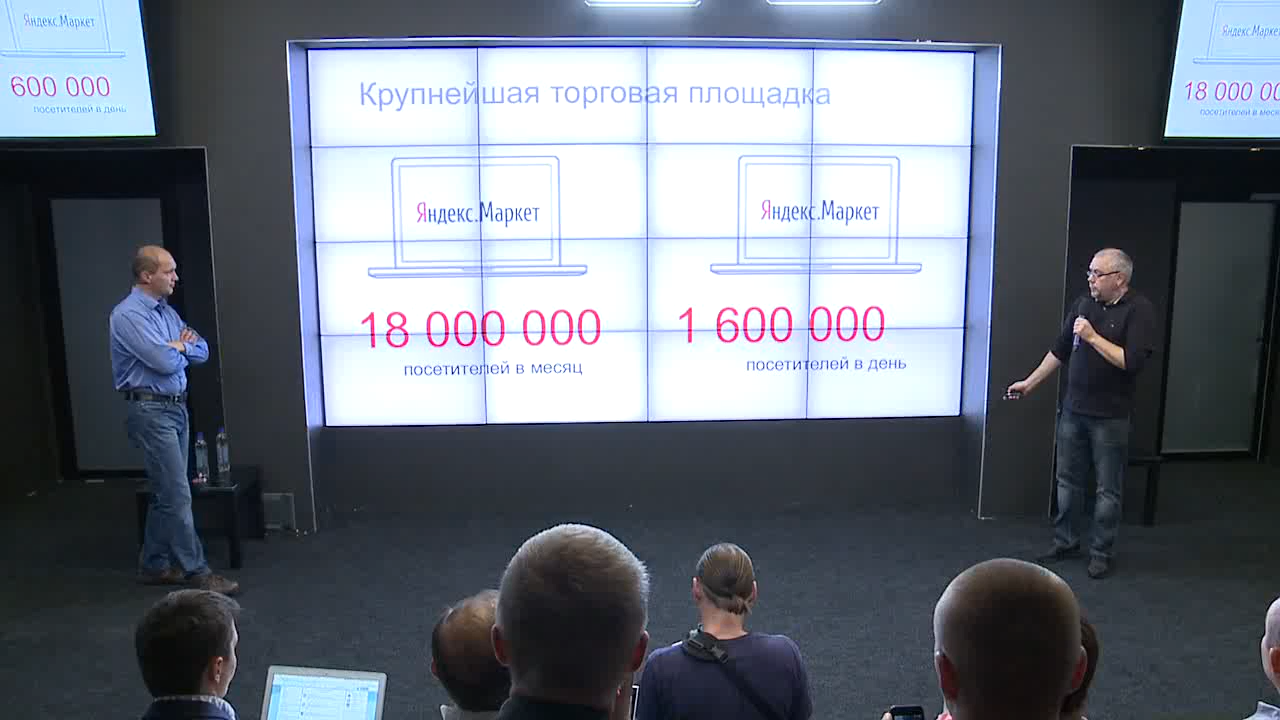 Крупнейшая торговая площадка
Яндекс.Маркет
18 000 000
посетителей в месяц
Яндекс.Маркет
1 600 000
посетителей в день
Яндекс.Маркет
600 000
посетителей в день
Яндекс.Маркет
18 000 00
посетителей в меся